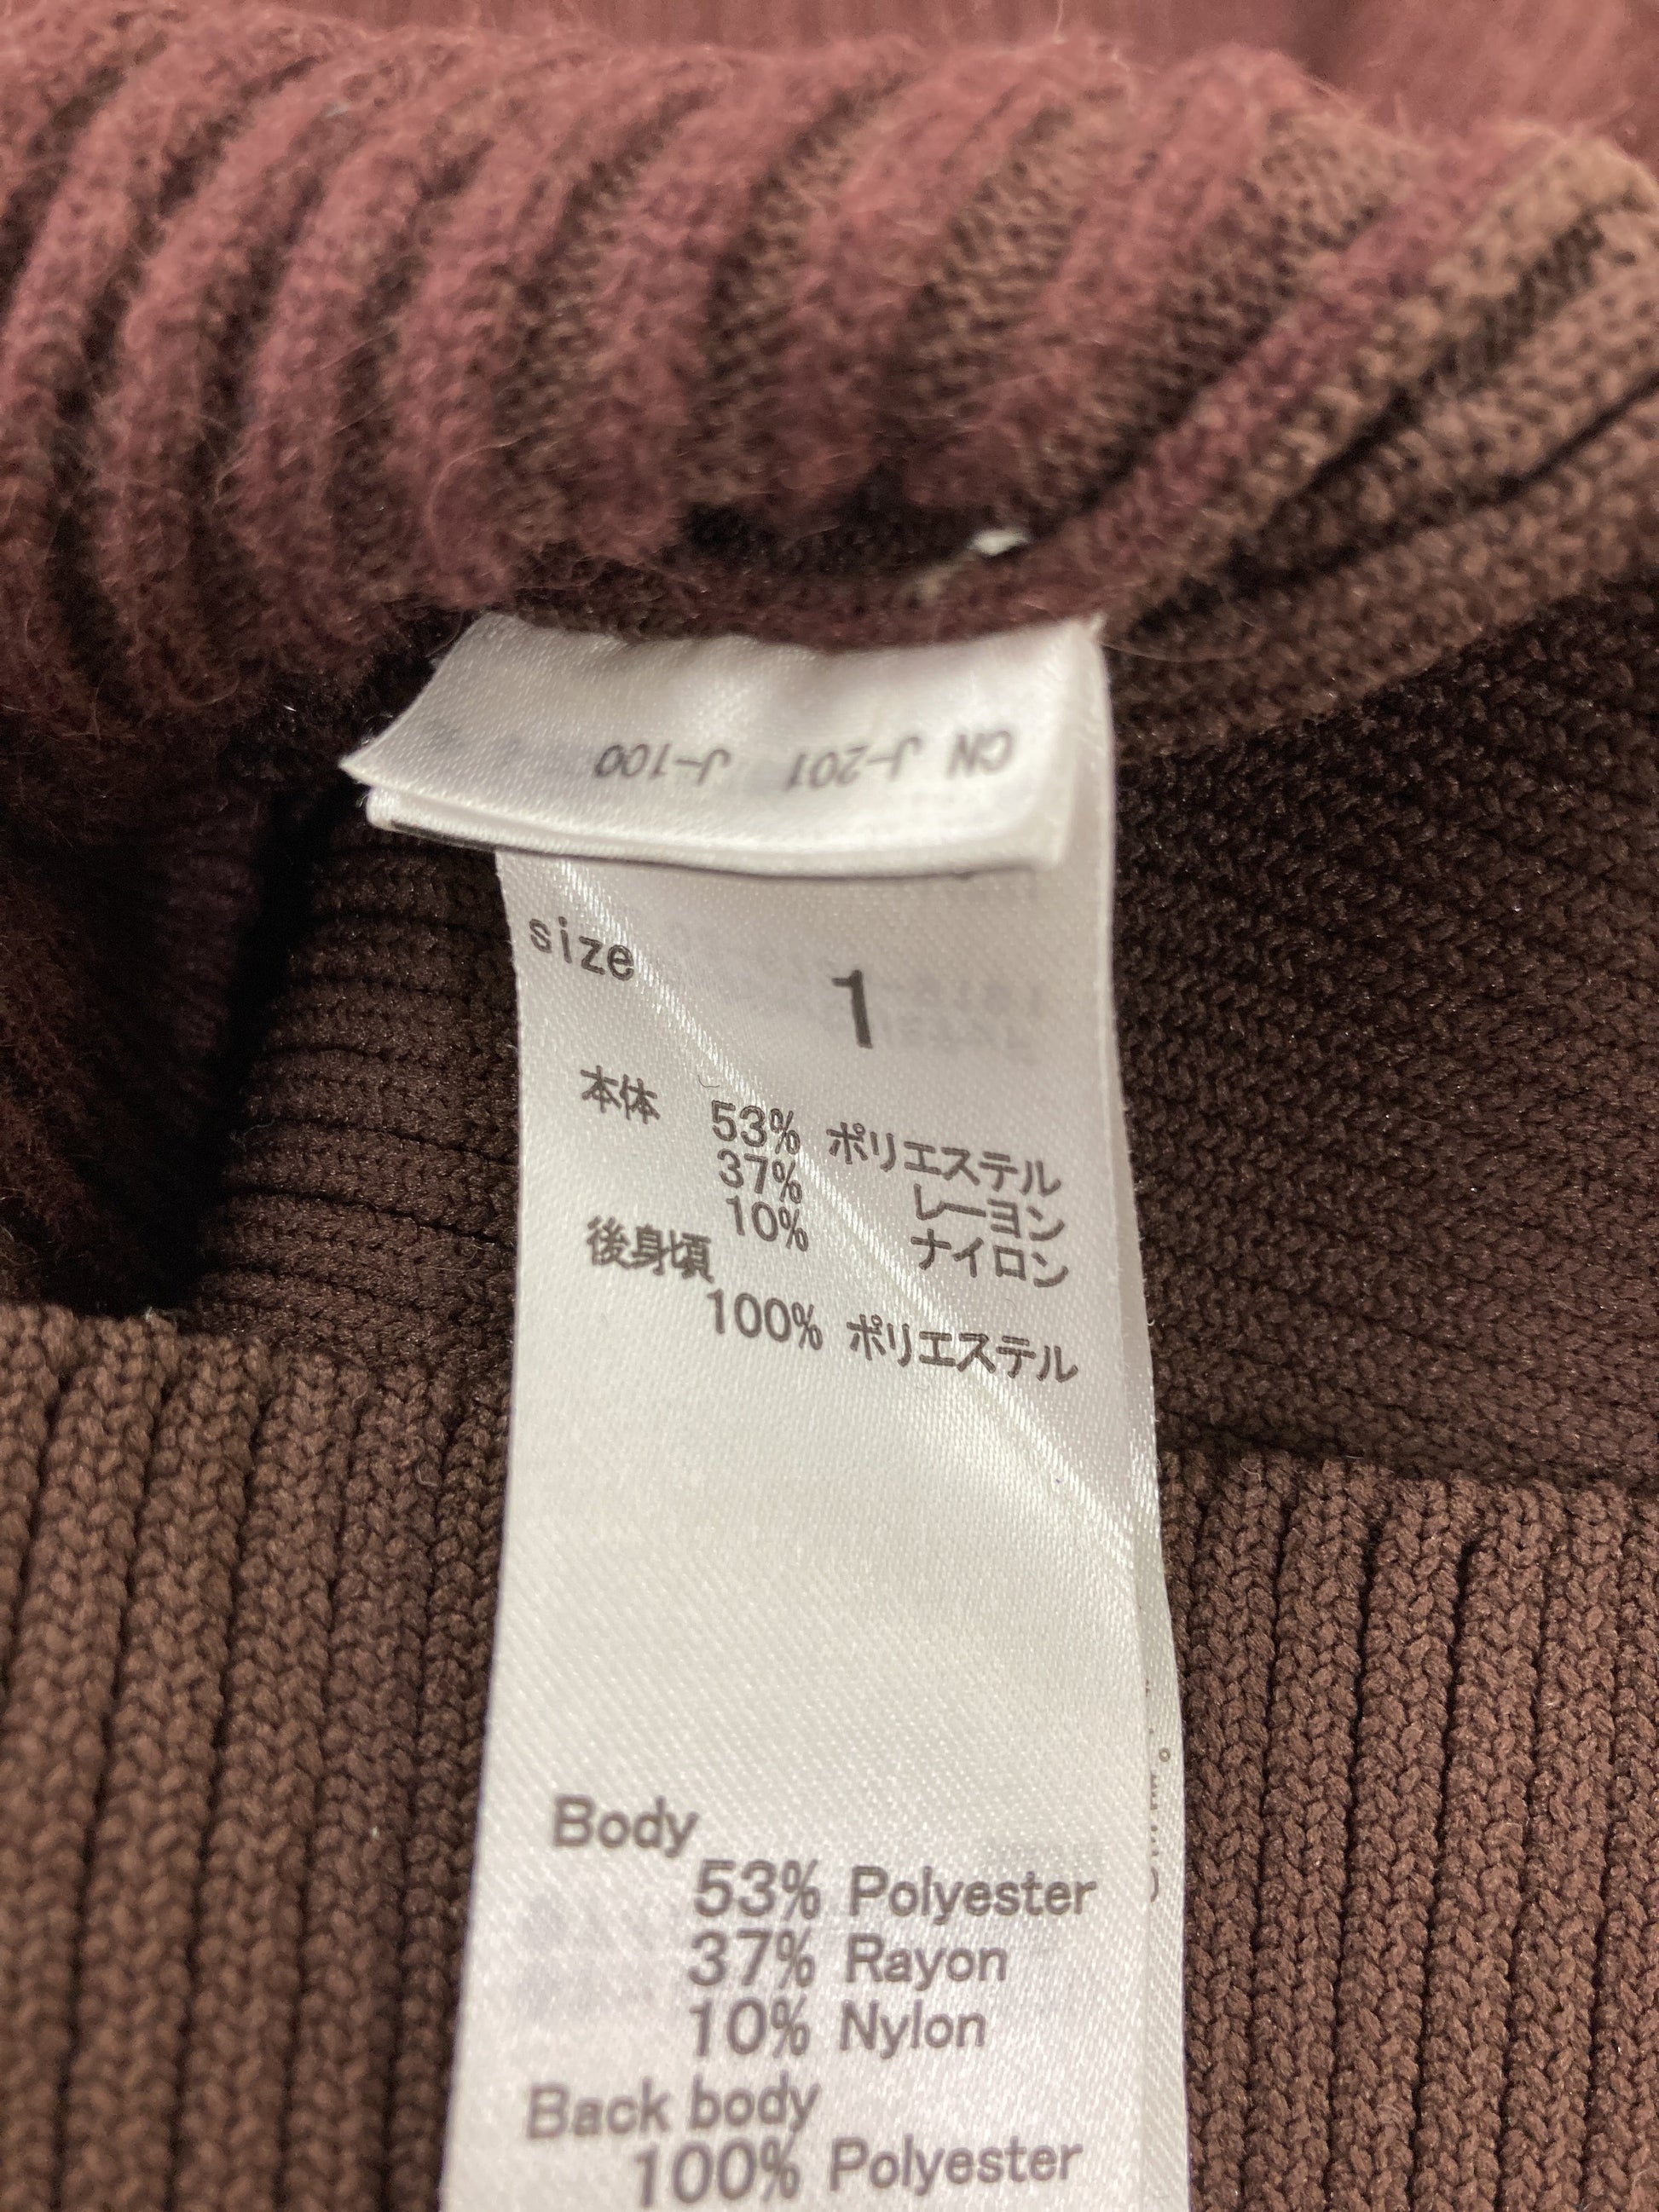 CN J-201 J-100
size 1
本体 53% ポリエステル
37% レーヨン
10% ナイロン
後身頃
100% ポリエステル
Body
53% Polyester
37% Rayon
10% Nylon
Back body
100% Polyester